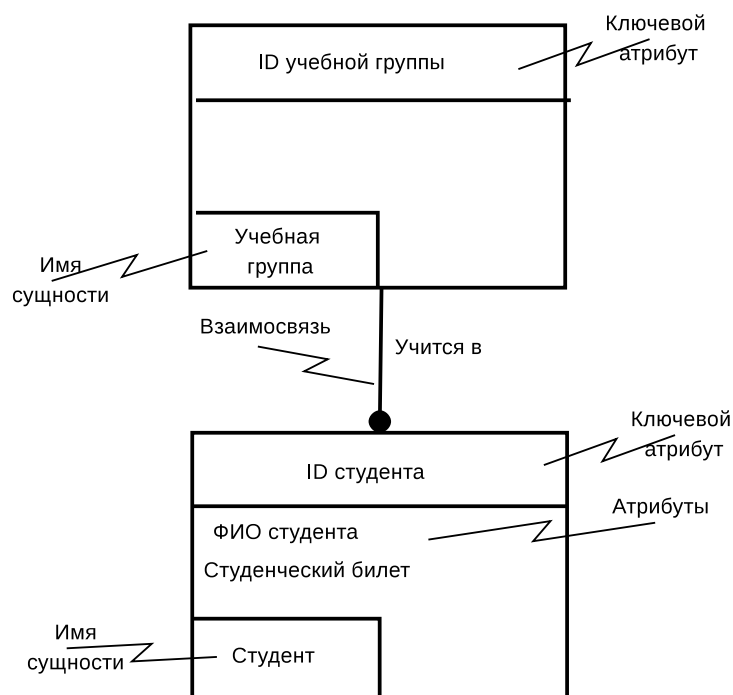 Ключевой
атрибут
ID учебной группы
Учебная
группа
Имя
сущности
Взаимосвязь
Учится в
Ключевой
атрибут
ID студента
Атрибуты
ФИО студента
Студенческий билет
Имя
сущности
Студент